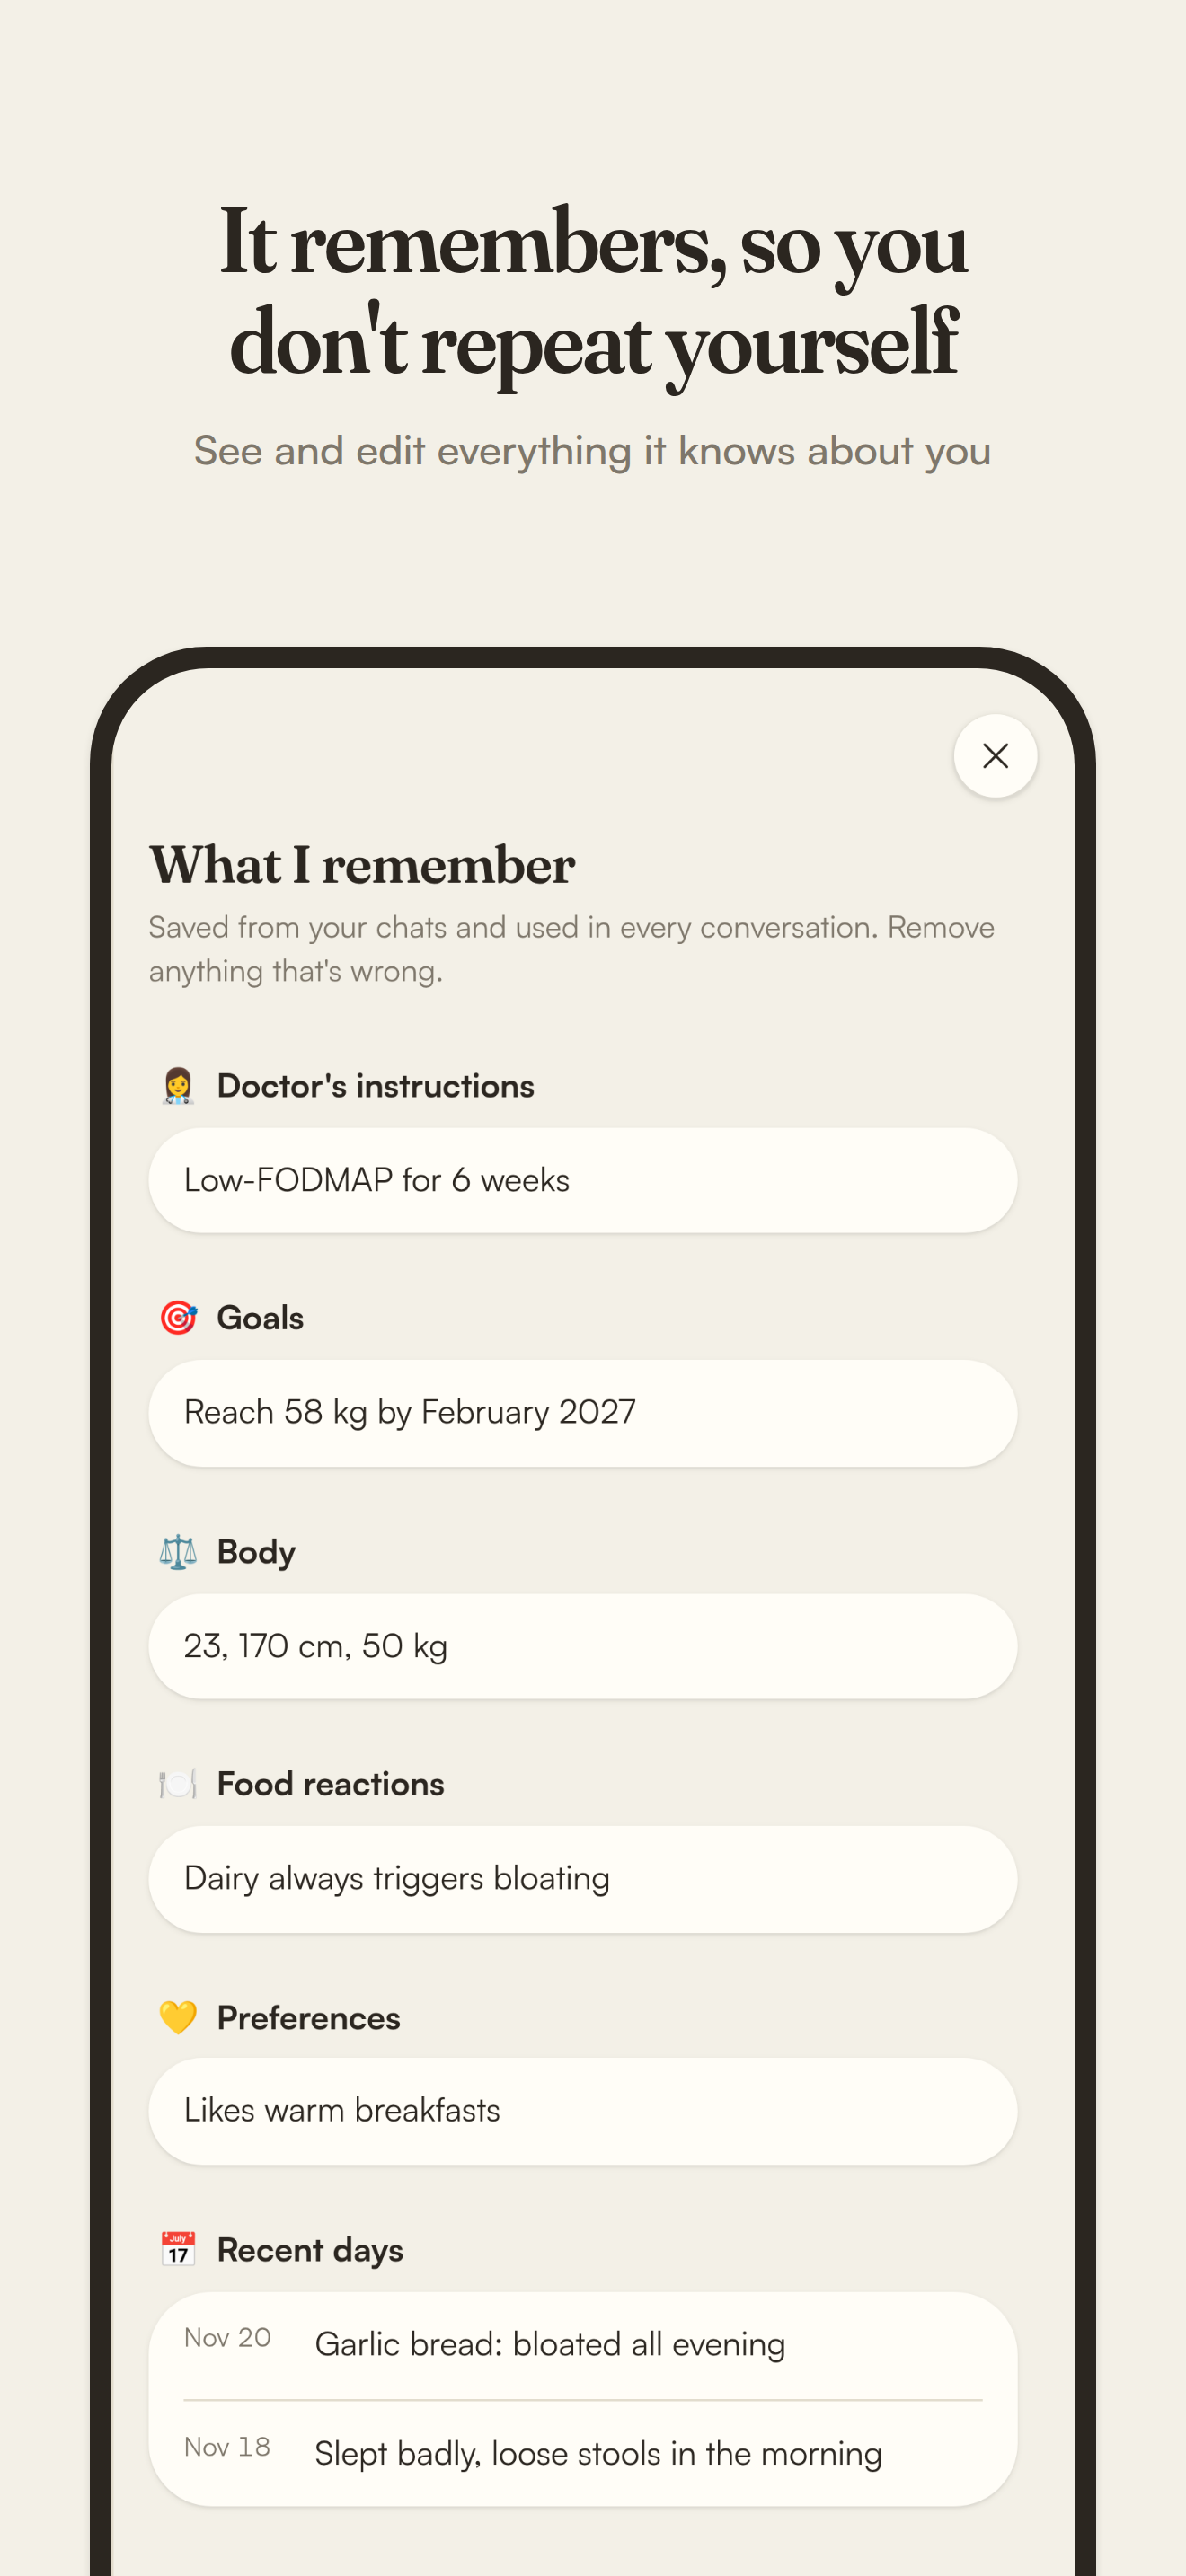 It remembers, so you
don't repeat yourself
See and edit everything it knows about you
What I remember
Saved from your chats and used in every conversation. Remove
anything that's wrong.
Doctor's instructions
Low-FODMAP for 6 weeks
Goals
Reach 58 kg by February 2027
Body
23, 170 cm, 50 kg
Food reactions
Dairy always triggers bloating
Preferences
Likes warm breakfasts
July
17
Recent days
Nov 20 Garlic bread: bloated all evening
Nov 18 Slept badly, loose stools in the morning